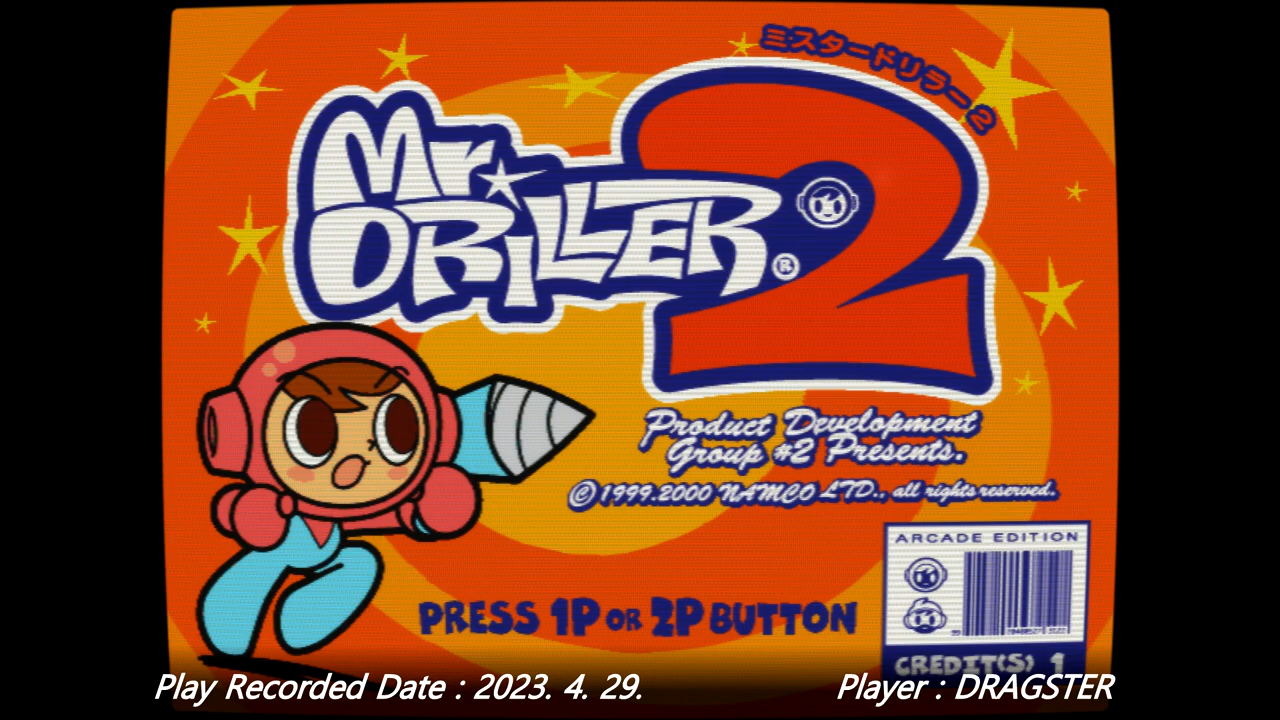 ミスタードリラー2
Mr. DRILLER 2
®
Product Development
Group #2 Presents.
© 1999.2000 NAMCO LTD., all rights reserved.
ARCADE EDITION
PRESS 1P OR 2P BUTTON
CREDIT(S) 1
Play Recorded Date : 2023. 4. 29.
Player : DRAGSTER